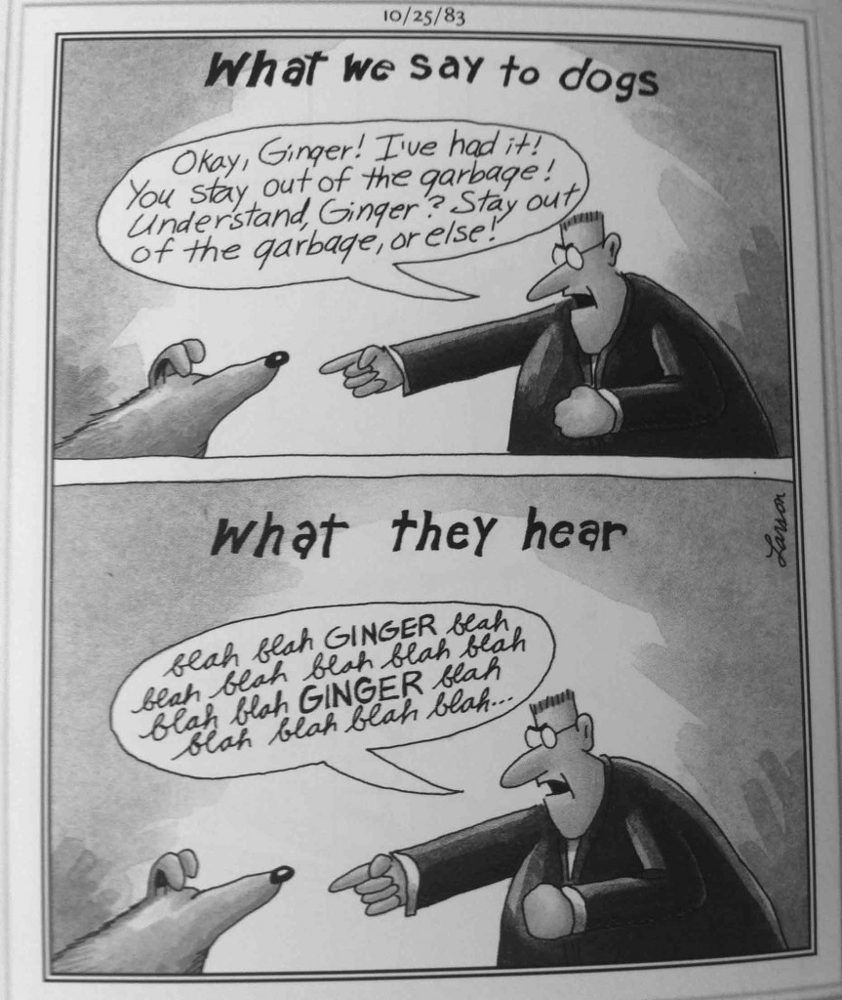 10/25/83
What we say to dogs
Okay, Ginger! I've had it!
You stay out of the garbage!
Understand, Ginger? Stay out
of the garbage, or else!
What they hear
Larson
blah blah GINGER blah
blah blah blah blah blah
blah blah GINGER blah
blah blah blah blah...